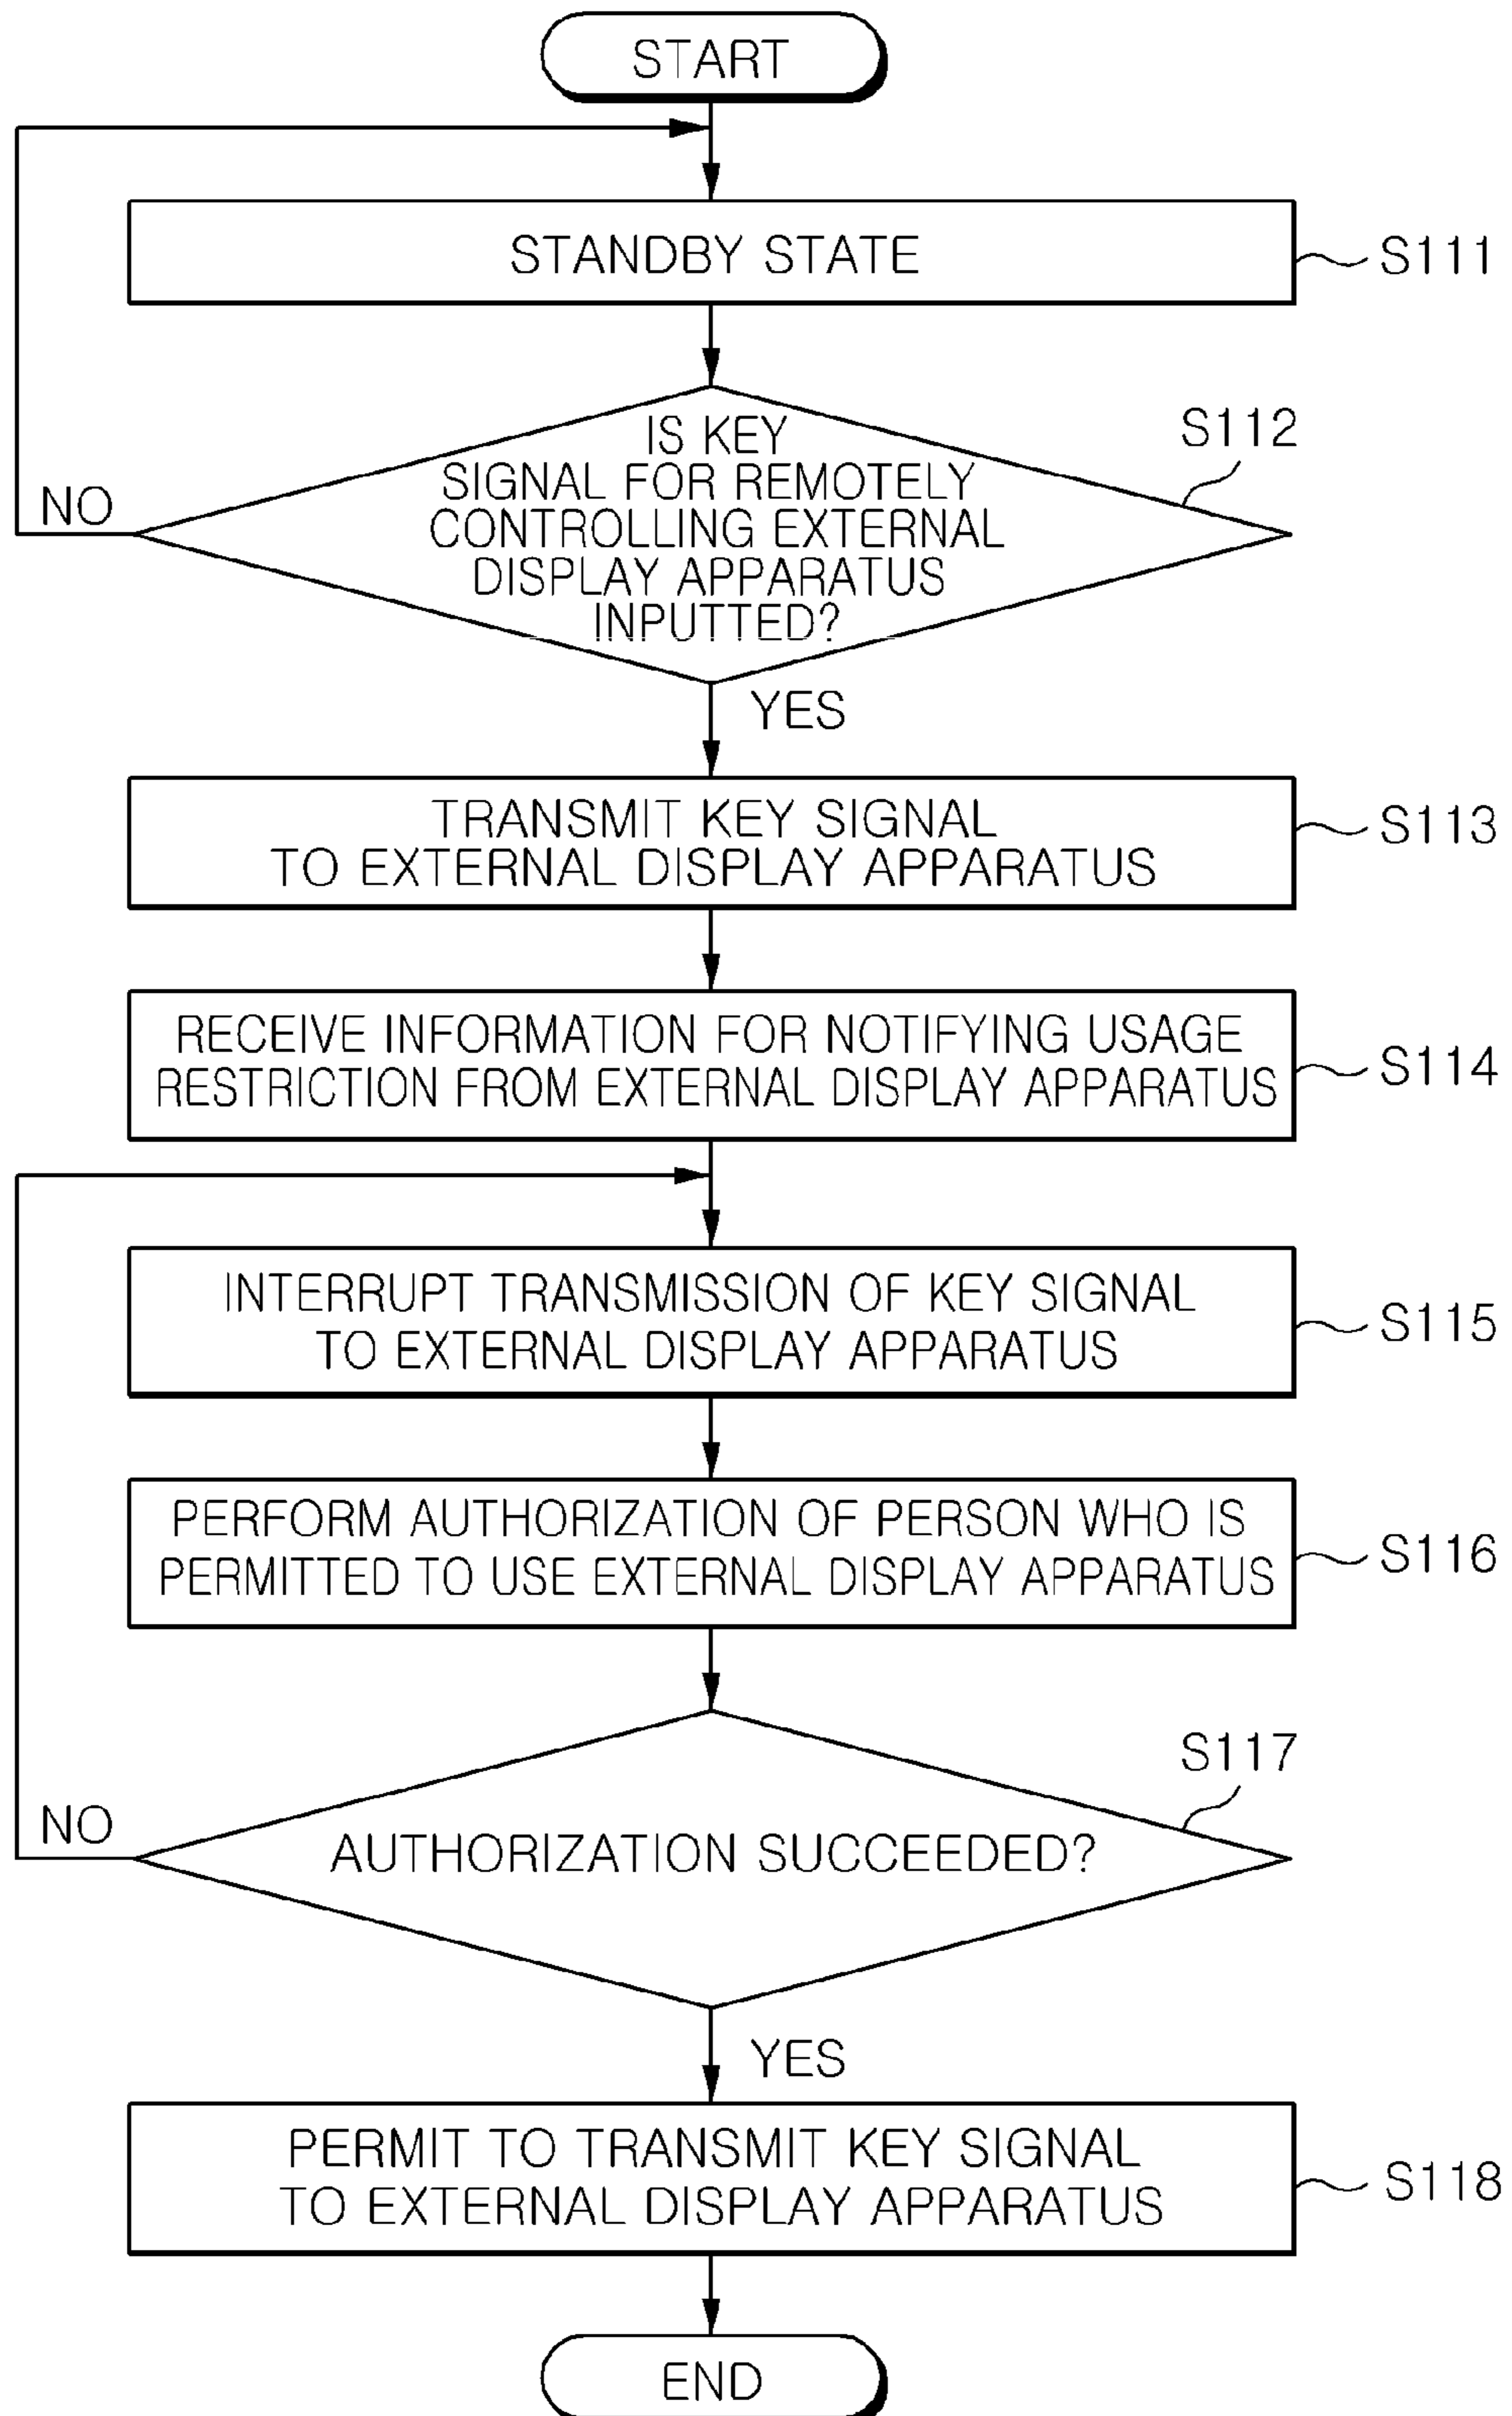 START
STANDBY STATE
S111
IS KEY
SIGNAL FOR REMOTELY
CONTROLLING EXTERNAL
DISPLAY APPARATUS
INPUTTED?
S112
NO
YES
TRANSMIT KEY SIGNAL
TO EXTERNAL DISPLAY APPARATUS
S113
RECEIVE INFORMATION FOR NOTIFYING USAGE
RESTRICTION FROM EXTERNAL DISPLAY APPARATUS
S114
INTERRUPT TRANSMISSION OF KEY SIGNAL
TO EXTERNAL DISPLAY APPARATUS
S115
PERFORM AUTHORIZATION OF PERSON WHO IS
PERMITTED TO USE EXTERNAL DISPLAY APPARATUS
S116
S117
NO
AUTHORIZATION SUCCEEDED?
YES
PERMIT TO TRANSMIT KEY SIGNAL
TO EXTERNAL DISPLAY APPARATUS
S118
END